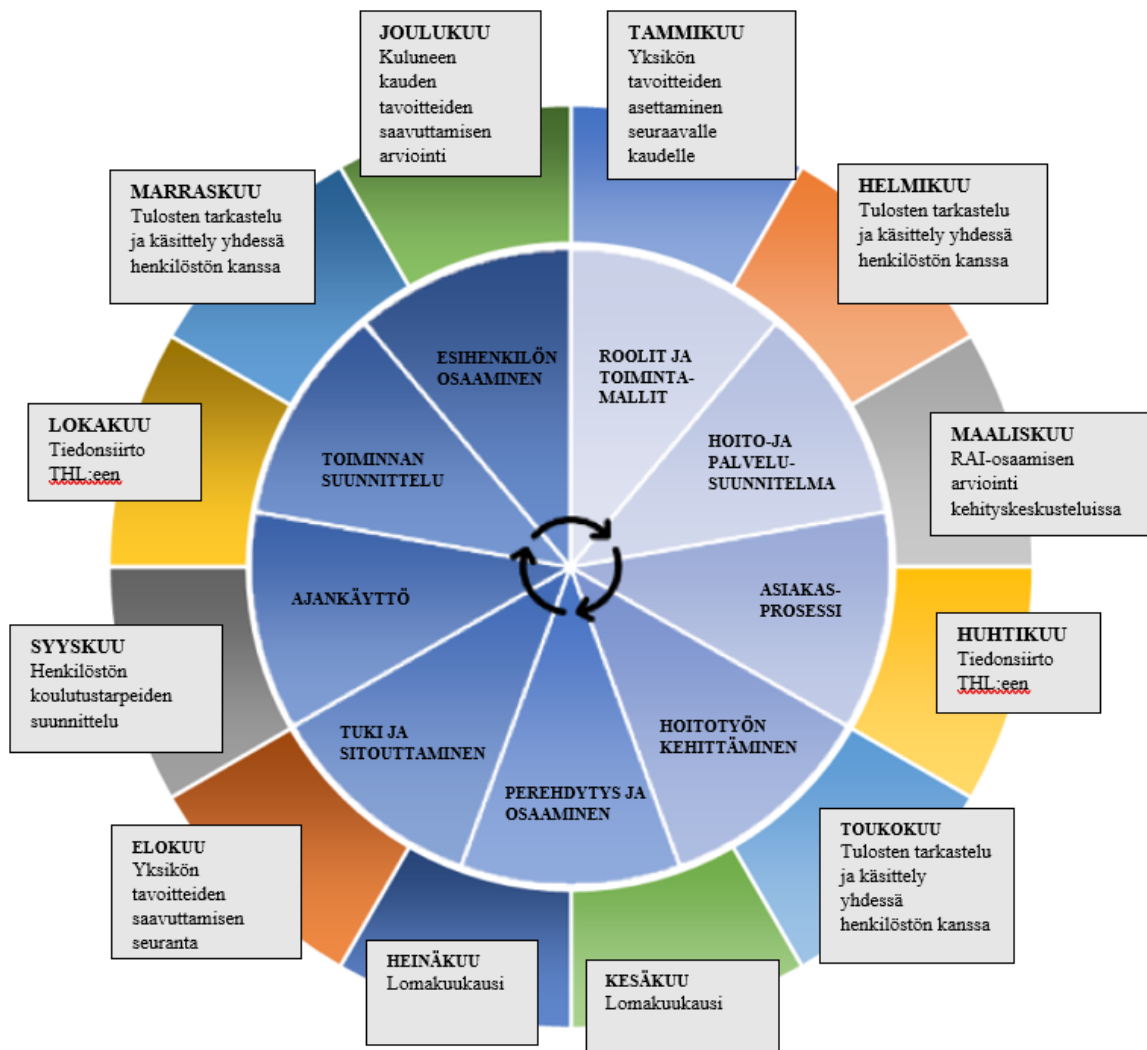 JOULUKUU
Kuluneen
kauden
tavoitteiden
saavuttamisen
arviointi
TAMMIKUU
Yksikön
tavoitteiden
asettaminen
seuraavalle
kaudelle
HELMIKUU
Tulosten tarkastelu
ja käsittely yhdessä
henkilöstön kanssa
MAALISKUU
RAI-osaamisen
arviointi
kehityskeskusteluissa
HUHTIKUU
Tiedonsiirto
THL:een
TOUKOKUU
Tulosten tarkastelu
ja käsittely
yhdessä
henkilöstön kanssa
KESÄKUU
Lomakuukausi
HEINÄKUU
Lomakuukausi
ELOKUU
Yksikön
tavoitteiden
saavuttamisen
seuranta
SYYSKUU
Henkilöstön
koulutustarpeiden
suunnittelu
LOKAKUU
Tiedonsiirto
THL:een
MARRASKUU
Tulosten tarkastelu
ja käsittely yhdessä
henkilöstön kanssa
ROOLIT JA
TOIMINTA-
MALLIT
HOITO-JA
PALVELU-
SUUNNITELMA
ASIAKAS-
PROSESSI
HOITOTYÖN
KEHITTÄMINEN
PEREHDYTYS JA
OSAAMINEN
TUKI JA
SITOUTTAMINEN
AJANKÄYTTÖ
TOIMINNAN
SUUNNITTELU
ESIHENKILÖN
OSAAMINEN